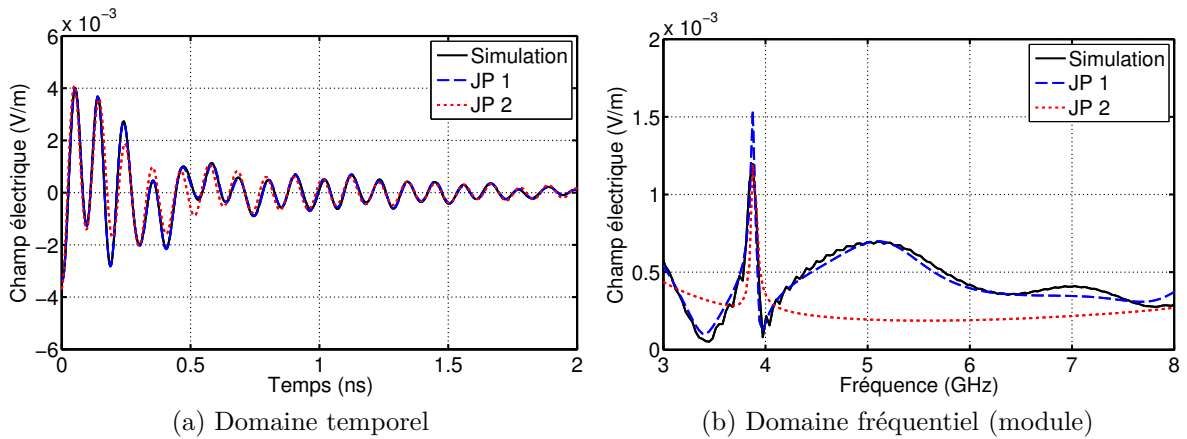 x 10⁻³
6
4
2
0
−2
−4
−6
0 0.5 1 1.5 2
Champ électrique (V/m)
Temps (ns)
Simulation
JP 1
JP 2
(a) Domaine temporel
x 10⁻³
2
1.5
1
0.5
0
3 4 5 6 7 8
Champ électrique (V/m)
Fréquence (GHz)
Simulation
JP 1
JP 2
(b) Domaine fréquentiel (module)